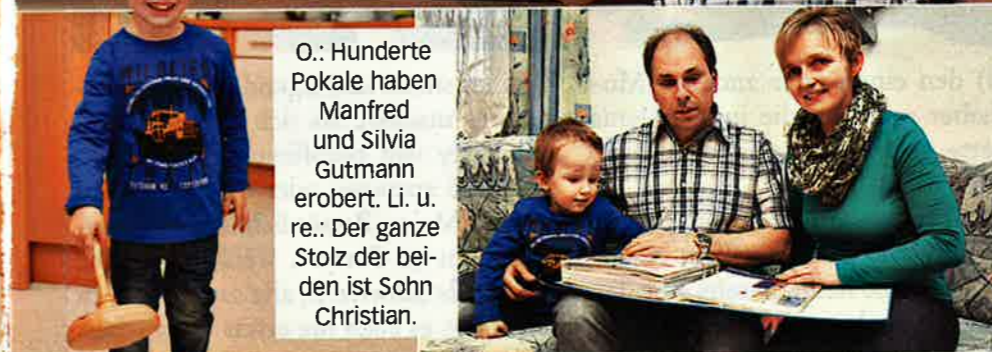 O.: Hunderte
Pokale haben
Manfred
und Silvia
Gutmann
erobert. Li. u.
re.: Der ganze
Stolz der bei-
den ist Sohn
Christian.